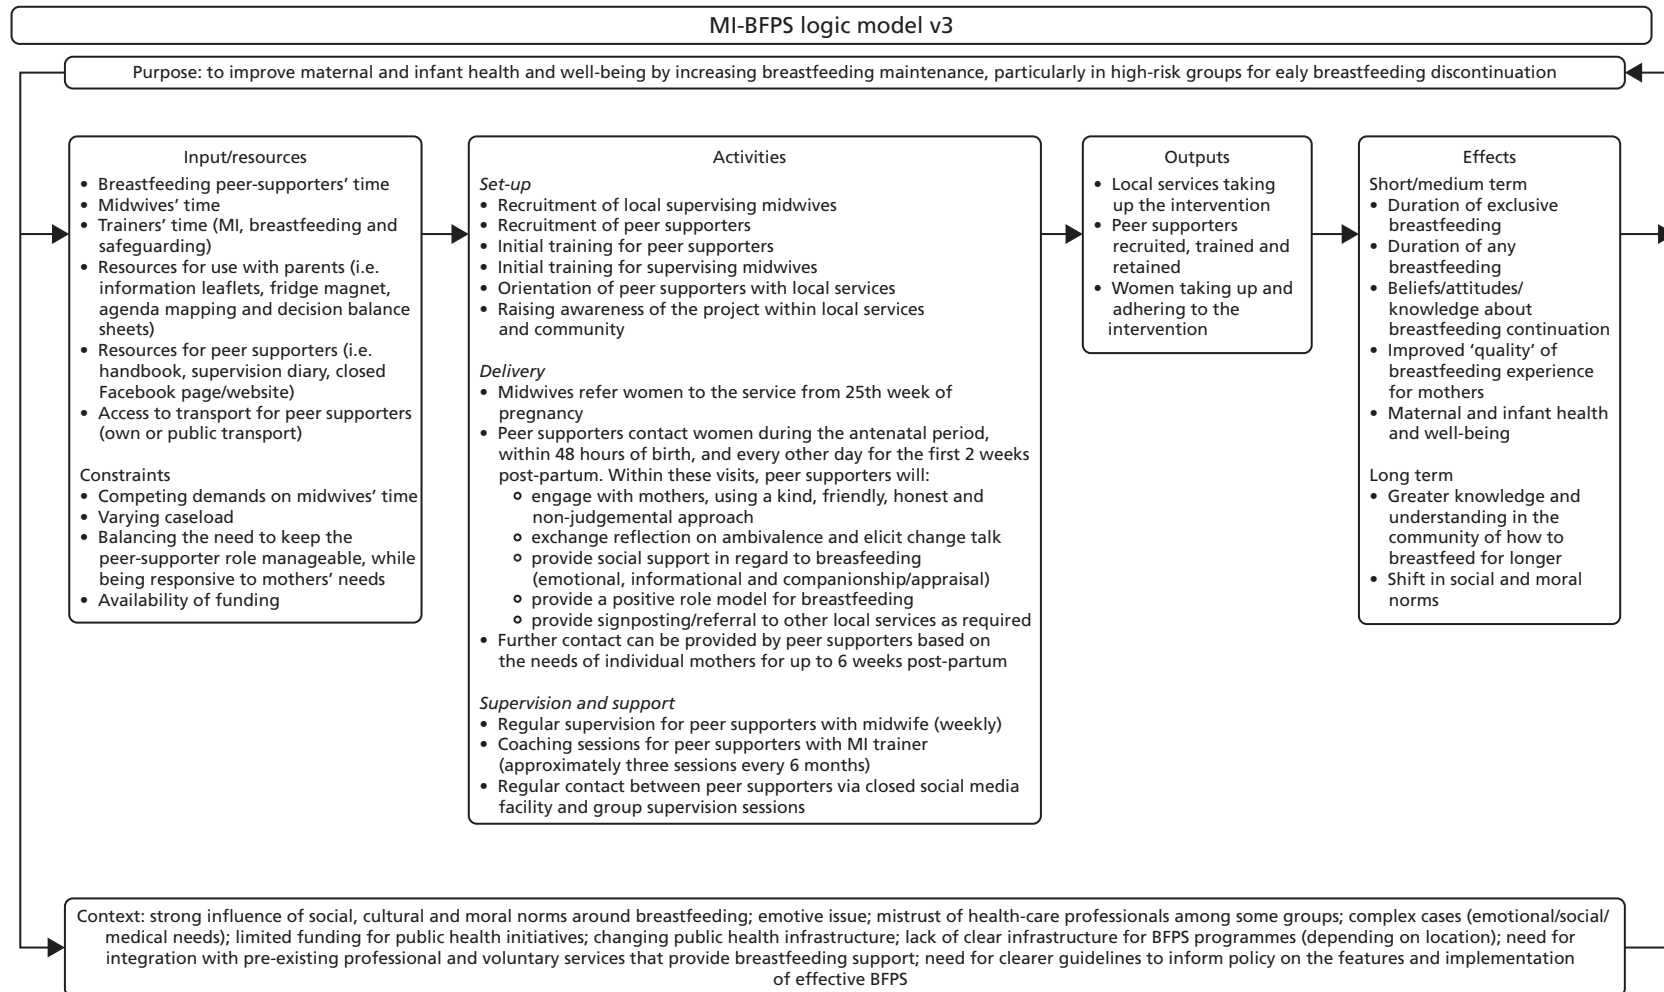 MI-BFPS logic model v3
Purpose: to improve maternal and infant health and well-being by increasing breastfeeding maintenance, particularly in high-risk groups for ealy breastfeeding discontinuation
Input/resources
• Breastfeeding peer-supporters’ time
• Midwives’ time
• Trainers’ time (MI, breastfeeding and
safeguarding)
• Resources for use with parents (i.e.
information leaflets, fridge magnet,
agenda mapping and decision balance
sheets)
• Resources for peer supporters (i.e.
handbook, supervision diary, closed
Facebook page/website)
• Access to transport for peer supporters
(own or public transport)
Constraints
• Competing demands on midwives’ time
• Varying caseload
• Balancing the need to keep the
peer-supporter role manageable, while
being responsive to mothers’ needs
• Availability of funding
Activities
Set-up
• Recruitment of local supervising midwives
• Recruitment of peer supporters
• Initial training for peer supporters
• Initial training for supervising midwives
• Orientation of peer supporters with local services
• Raising awareness of the project within local services
and community
Delivery
• Midwives refer women to the service from 25th week of
pregnancy
• Peer supporters contact women during the antenatal period,
within 48 hours of birth, and every other day for the first 2 weeks
post-partum. Within these visits, peer supporters will:
⚬ engage with mothers, using a kind, friendly, honest and
non-judgemental approach
⚬ exchange reflection on ambivalence and elicit change talk
⚬ provide social support in regard to breasfeeding
(emotional, informational and companionship/appraisal)
⚬ provide a positive role model for breastfeeding
⚬ provide signposting/referral to other local services as required
• Further contact can be provided by peer supporters based on
the needs of individual mothers for up to 6 weeks post-partum
Supervision and support
• Regular supervision for peer supporters with midwife (weekly)
• Coaching sessions for peer supporters with MI trainer
(approximately three sessions every 6 months)
• Regular contact between peer supporters via closed social media
facility and group supervision sessions
Outputs
• Local services taking
up the intervention
• Peer supporters
recruited, trained and
retained
• Women taking up and
adhering to the
intervention
Effects
Short/medium term
• Duration of exclusive
breastfeeding
• Duration of any
breastfeeding
• Beliefs/attitudes/
knowledge about
breastfeeding continuation
• Improved ‘quality’ of
breastfeeding experience
for mothers
• Maternal and infant health
and well-being
Long term
• Greater knowledge and
understanding in the
community of how to
breastfeed for longer
• Shift in social and moral
norms
Context: strong influence of social, cultural and moral norms around breastfeeding; emotive issue; mistrust of health-care professionals among some groups; complex cases (emotional/social/
medical needs); limited funding for public health initiatives; changing public health infrastructure; lack of clear infrastructure for BFPS programmes (depending on location); need for
integration with pre-existing professional and voluntary services that provide breastfeeding support; need for clearer guidelines to inform policy on the features and implementation
of effective BFPS